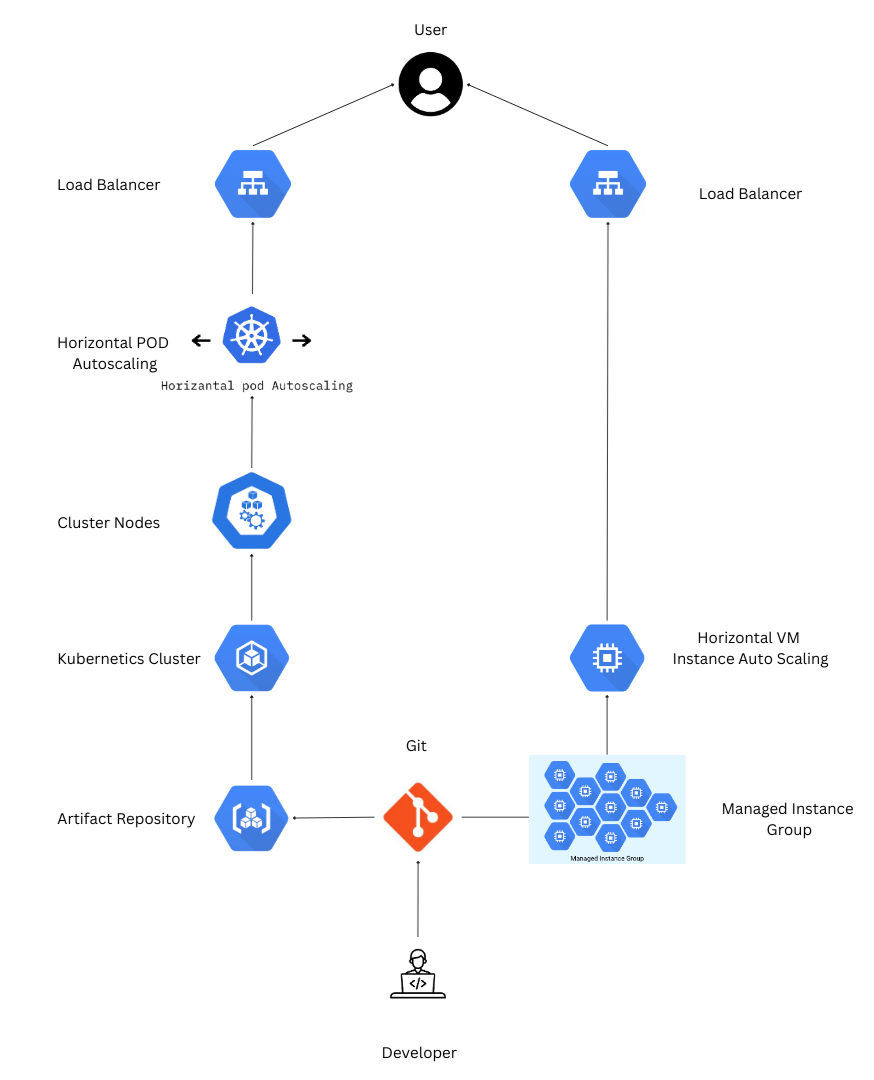 User
Load Balancer
Load Balancer
Horizontal POD
Autoscaling
Horizantal pod Autoscaling
Cluster Nodes
Kubernetics Cluster
Horizontal VM
Instance Auto Scaling
Git
Artifact Repository
Managed Instance
Group
Managed Instance Group
</>
Developer